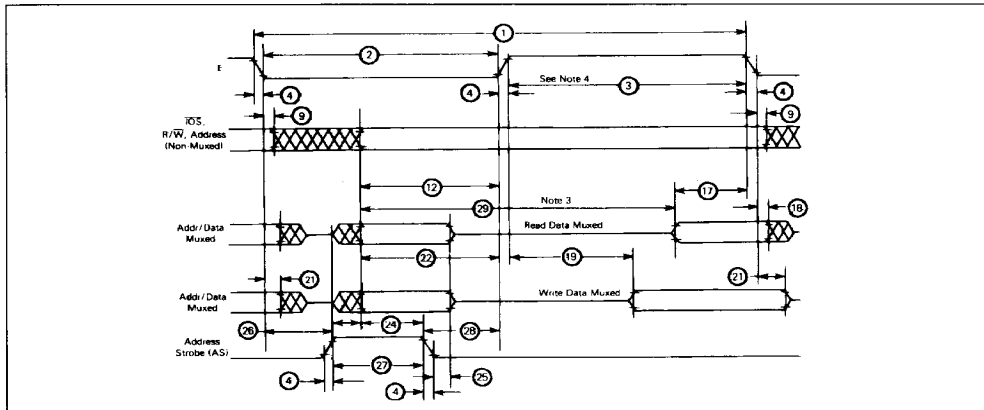 1
2
E
See Note 4
3
4
4
4
9
9
I̅O̅S̅,
R/W̅, Address
(Non-Muxed)
12
17
Note 3
29
18
Addr/Data
Muxed
Read Data Muxed
22
19
21
21
Addr/Data
Muxed
Write Data Muxed
26
24
28
Address
Strobe (AS)
27
4
4
25